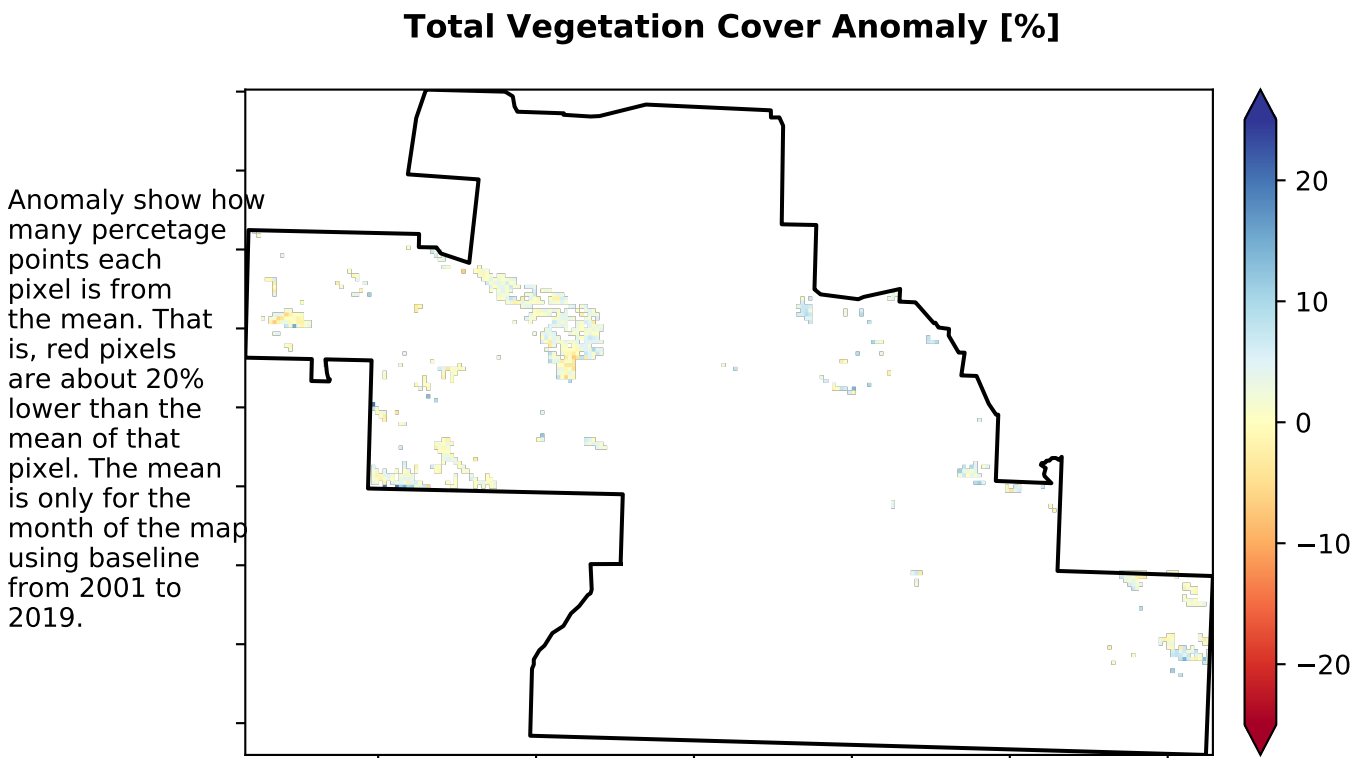 Total Vegetation Cover Anomaly [%]
Anomaly show how
many percetage
points each
pixel is from
the mean. That
is, red pixels
are about 20%
lower than the
mean of that
pixel. The mean
is only for the
month of the map
using baseline
from 2001 to
2019.
20
10
0
−10
−20